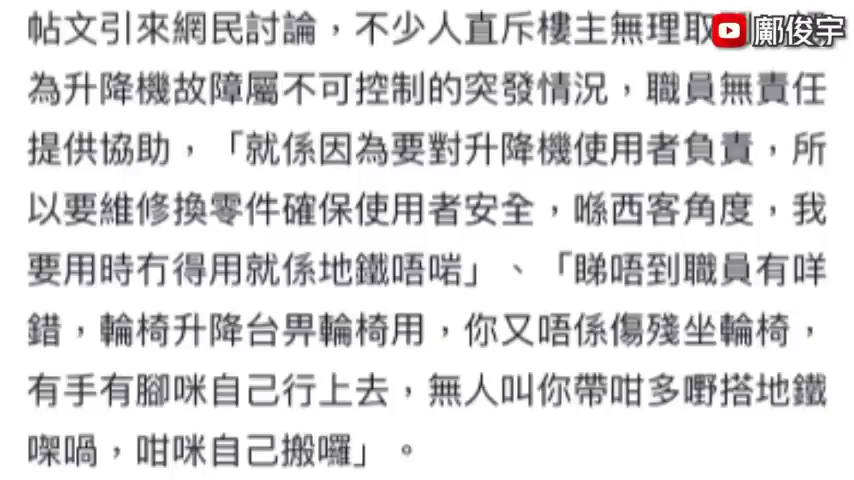 帖文引來網民討論，不少人直斥樓主無理取
鄺俊宇
為升降機故障屬不可控制的突發情況，職員無責任
提供協助，「就係因為要對升降機使用者負責，所
以要維修換零件確保使用者安全，喺西客角度，我
要用時冇得用就係地鐵唔啱」、「睇唔到職員有咩
錯，輪椅升降台畀輪椅用，你又唔係傷殘坐輪椅，
有手有腳咪自己行上去，無人叫你帶咁多嘢搭地鐵
㗎喎，咁咪自己搬囉」。